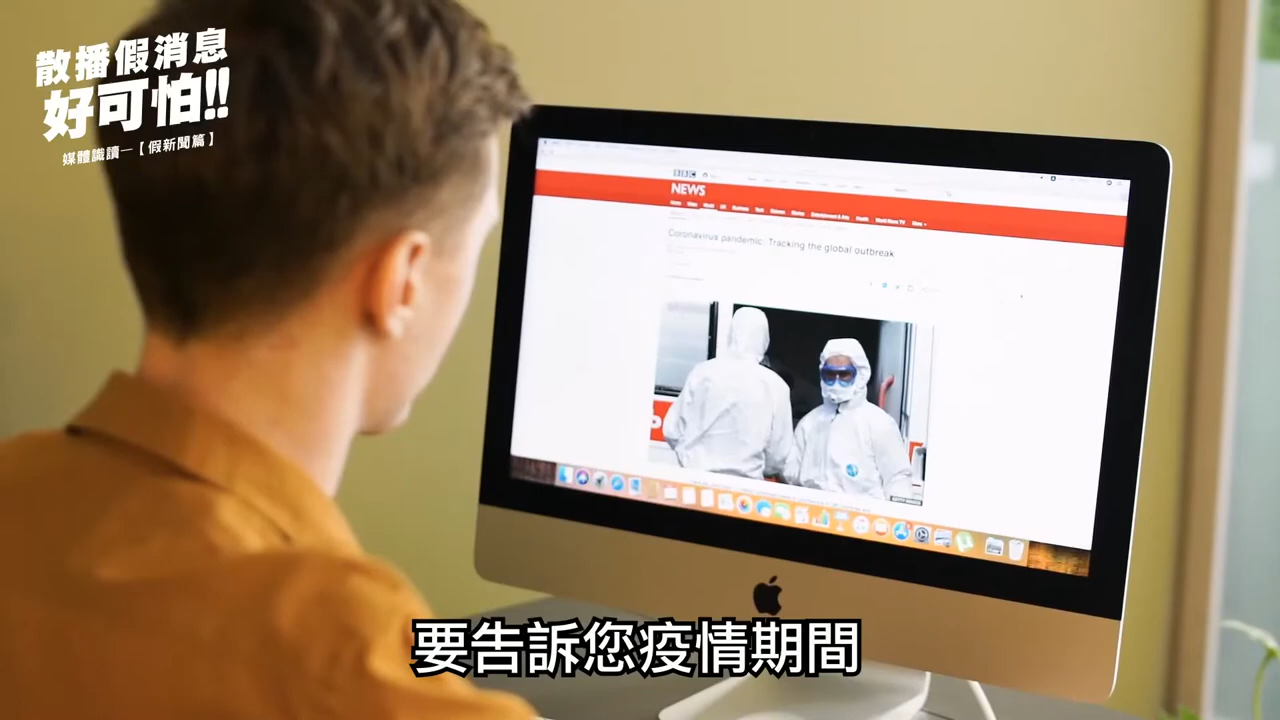 散播假消息
好可怕!!
媒體識讀—【假新聞篇】
BBC
NEWS
Coronavirus pandemic: Tracking the global outbreak
要告訴您疫情期間